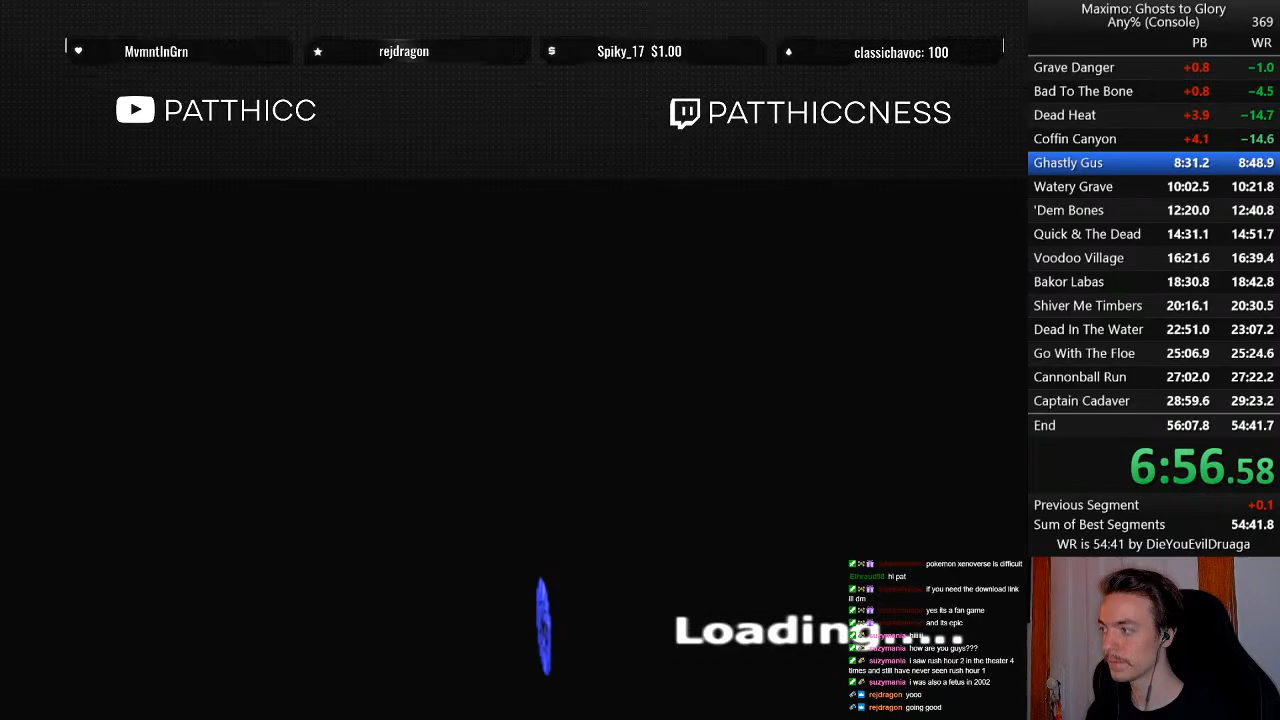 MvmntInGrn
rejdragon
Spiky_17 $1.00
classichavoc: 100
PATTHICC
PATTHICCNESS
Maximo: Ghosts to Glory
Any% (Console) 369
PB WR
Grave Danger +0.8 −1.0
Bad To The Bone +0.8 −4.5
Dead Heat +3.9 −14.7
Coffin Canyon +4.1 −14.6
Ghastly Gus 8:31.2 8:48.9
Watery Grave 10:02.5 10:21.8
'Dem Bones 12:20.0 12:40.8
Quick & The Dead 14:31.1 14:51.7
Voodoo Village 16:21.6 16:39.4
Bakor Labas 18:30.8 18:42.8
Shiver Me Timbers 20:16.1 20:30.5
Dead In The Water 22:51.0 23:07.2
Go With The Floe 25:06.9 25:24.6
Cannonball Run 27:02.0 27:22.2
Captain Cadaver 28:59.6 29:23.2
End 56:07.8 54:41.7
6:56.58
Previous Segment +0.1
Sum of Best Segments 54:41.8
WR is 54:41 by DieYouEvilDruaga
Loading.....
pokemon xenoverse is difficult
Ethroud98 hi pat
if you need the download link
ill dm
yes its a fan game
and its epic
suzymania hiiiiii
suzymania how are you guys???
suzymania i saw rush hour 2 in the theater 4
times and still have never seen rush hour 1
suzymania i was also a fetus in 2002
rejdragon yooo
rejdragon going good